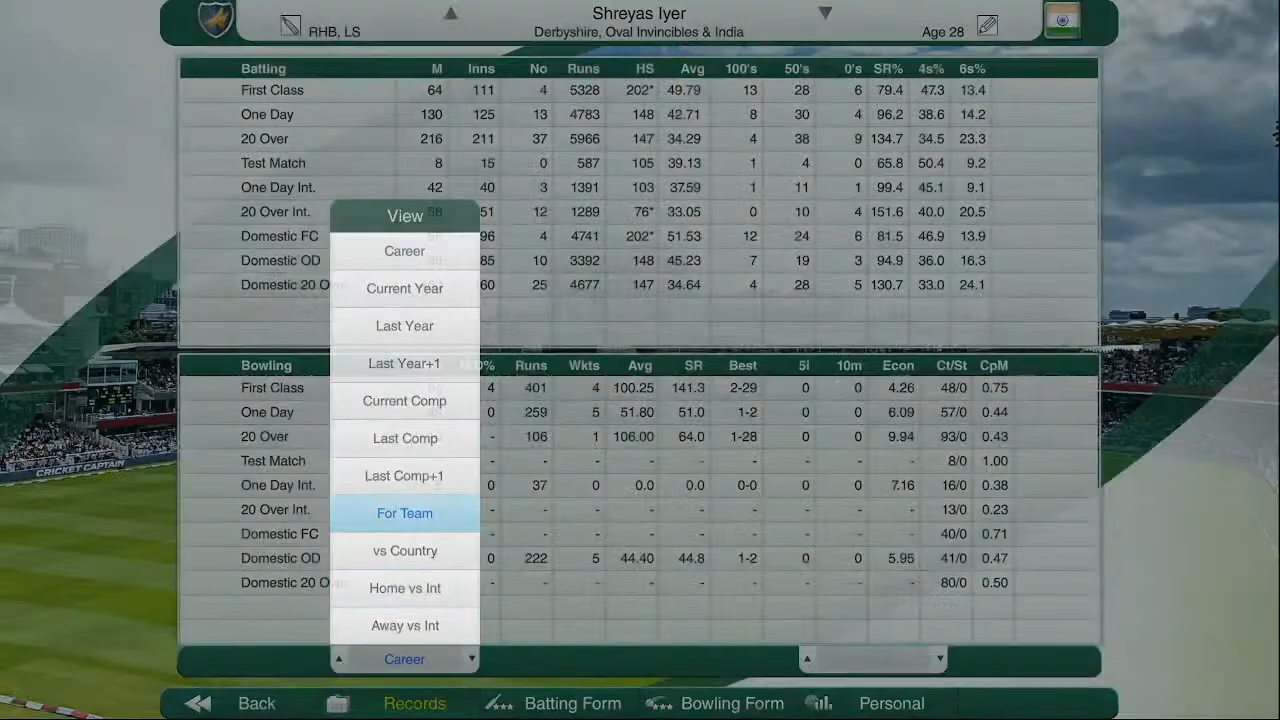 Shreyas Iyer
RHB, LS
Derbyshire, Oval Invincibles & India
Age 28
Batting M Inns No Runs HS Avg 100's 50's 0's SR% 4s% 6s%
First Class 64 111 4 5328 202* 49.79 13 28 6 79.4 47.3 13.4
One Day 130 125 13 4783 148 42.71 8 30 4 96.2 38.6 14.2
20 Over 216 211 37 5966 147 34.29 4 38 9 134.7 34.5 23.3
Test Match 8 15 0 587 105 39.13 1 4 0 65.8 50.4 9.2
One Day Int. 42 40 3 1391 103 37.59 1 11 1 99.4 45.1 9.1
20 Over Int. 51 12 1289 76* 33.05 0 10 4 151.6 40.0 20.5
Domestic FC 96 4 4741 202* 51.53 12 24 6 81.5 46.9 13.9
Domestic OD 85 10 3392 148 45.23 7 19 3 94.9 36.0 16.3
Domestic 20 O 60 25 4677 147 34.64 4 28 5 130.7 33.0 24.1
View
Career
Current Year
Last Year
Last Year+1
Current Comp
Last Comp
Last Comp+1
For Team
vs Country
Home vs Int
Away vs Int
Career
Bowling Runs Wkts Avg SR Best 5i 10m Econ Ct/St CpM
First Class 4 401 4 100.25 141.3 2-29 0 0 4.26 48/0 0.75
One Day 0 259 5 51.80 51.0 1-2 0 0 6.09 57/0 0.44
20 Over - 106 1 106.00 64.0 1-28 0 0 9.94 93/0 0.43
Test Match - - - - - - - - - 8/0 1.00
One Day Int. 0 37 0 0.0 0.0 0-0 0 0 7.16 16/0 0.38
20 Over Int. - - - - - - - - - 13/0 0.23
Domestic FC - - - - - - - - - 40/0 0.71
Domestic OD 0 222 5 44.40 44.8 1-2 0 0 5.95 41/0 0.47
Domestic 20 O - - - - - - - - - 80/0 0.50
CRICKET CAPTAIN
Back Records Batting Form Bowling Form Personal